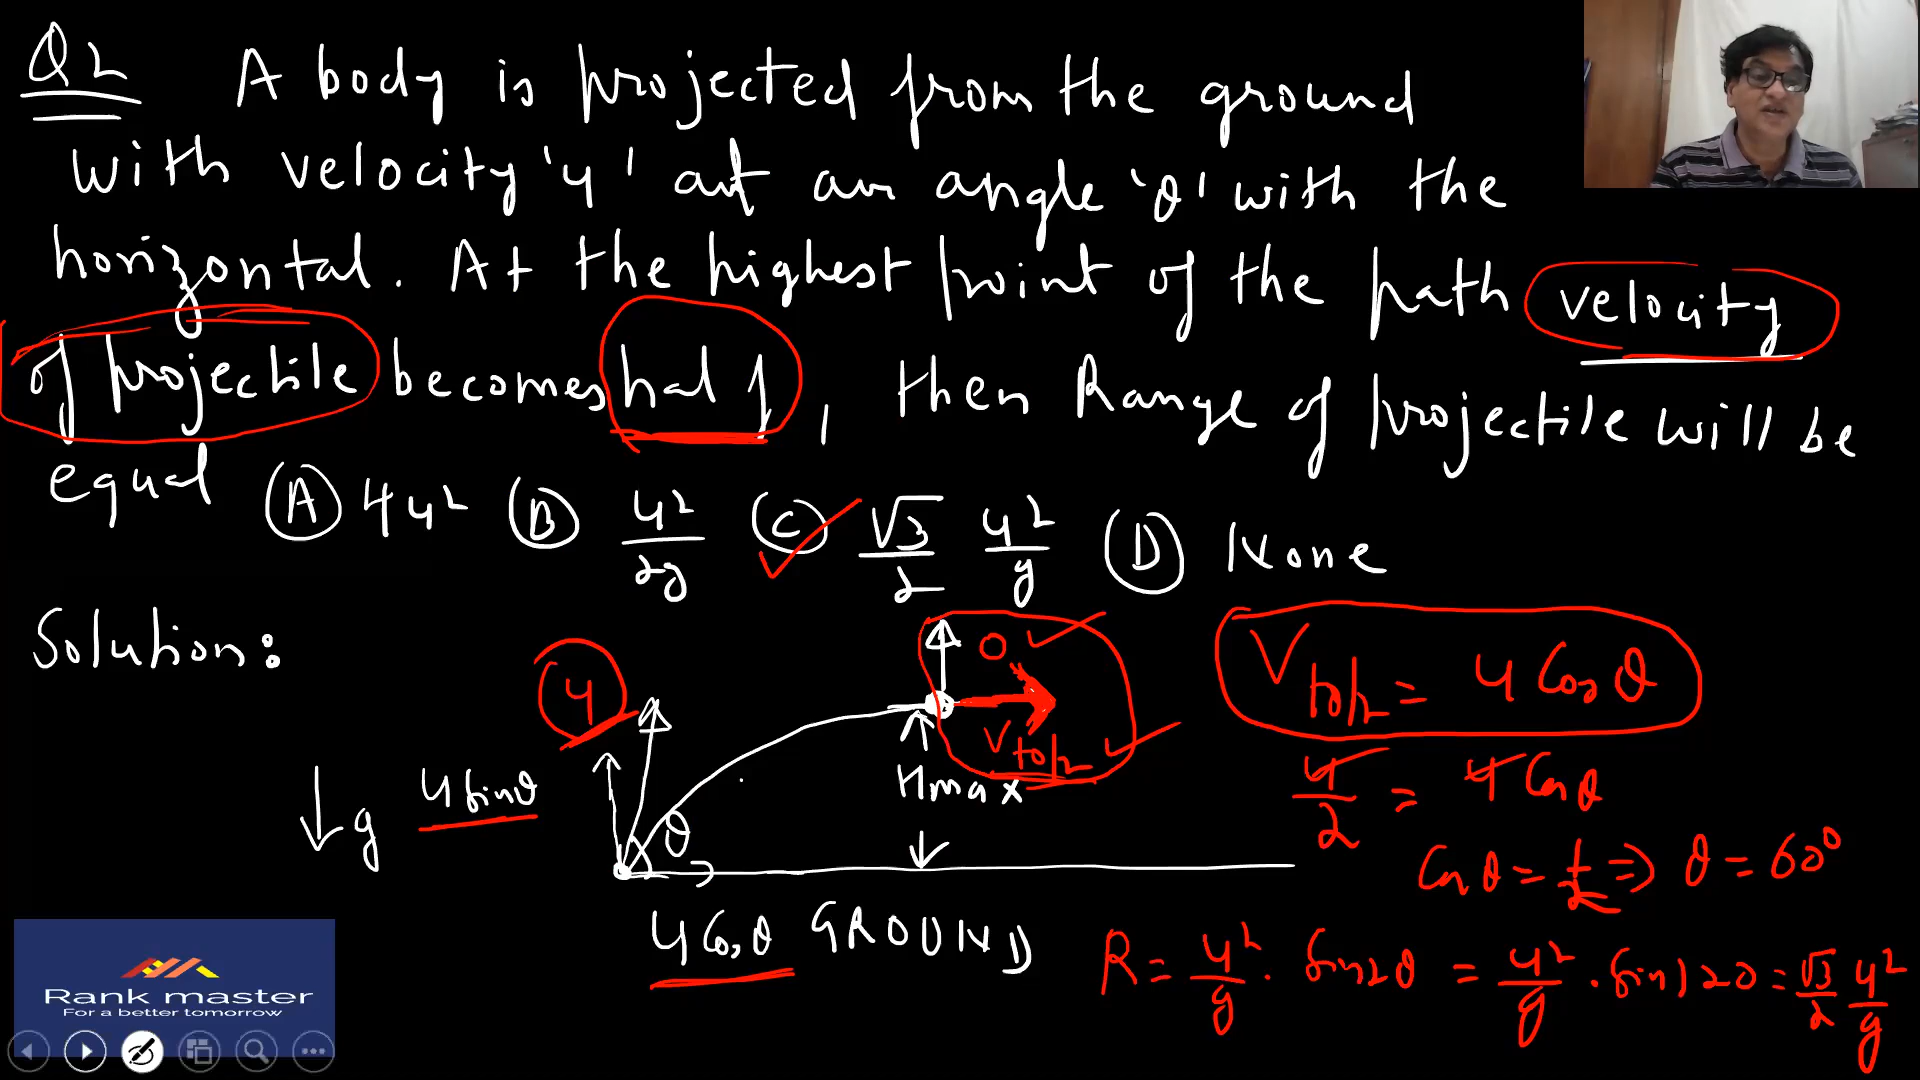 Q2 A body is projected from the ground
with velocity 'u' at an angle 'θ' with the
horizontal. At the highest point of the path velocity
of projectile becomes half, then Range of projectile will be
equal (A) 4u² (B) u²/2g (C) √3/2 u²/g (D) None
Solution:
u
0
V top
V top = u Cos θ
u sin θ
g
θ
Hmax
u/2 = u Cos θ
Cos θ = 1/2 ⇒ θ = 60°
u Cos θ GROUND
R = u²/g . Sin 2θ = u²/g . Sin 120 = √3/2 u²/g
Rank master
For a better tomorrow